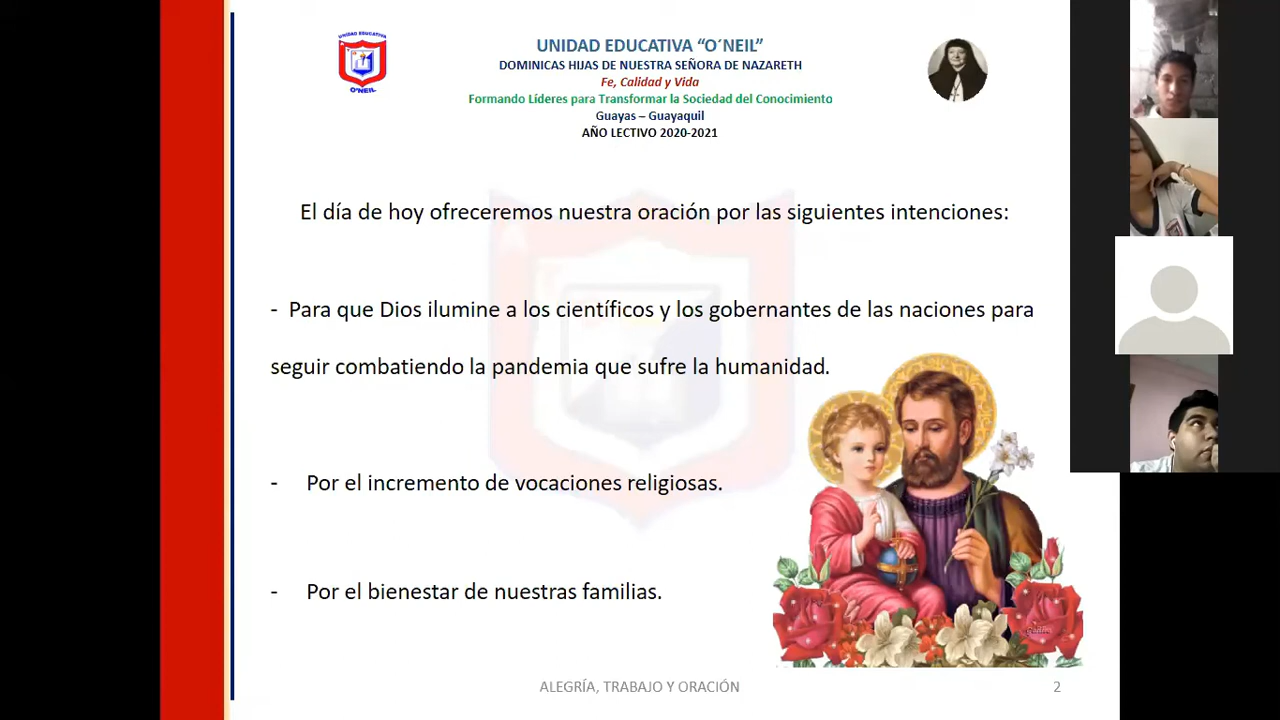 UNIDAD EDUCATIVA
O'NEIL
UNIDAD EDUCATIVA “O´NEIL”
DOMINICAS HIJAS DE NUESTRA SEÑORA DE NAZARETH
Fe, Calidad y Vida
Formando Líderes para Transformar la Sociedad del Conocimiento
Guayas – Guayaquil
AÑO LECTIVO 2020-2021
El día de hoy ofreceremos nuestra oración por las siguientes intenciones:
- Para que Dios ilumine a los científicos y los gobernantes de las naciones para
seguir combatiendo la pandemia que sufre la humanidad.
- Por el incremento de vocaciones religiosas.
- Por el bienestar de nuestras familias.
ALEGRÍA, TRABAJO Y ORACIÓN
2